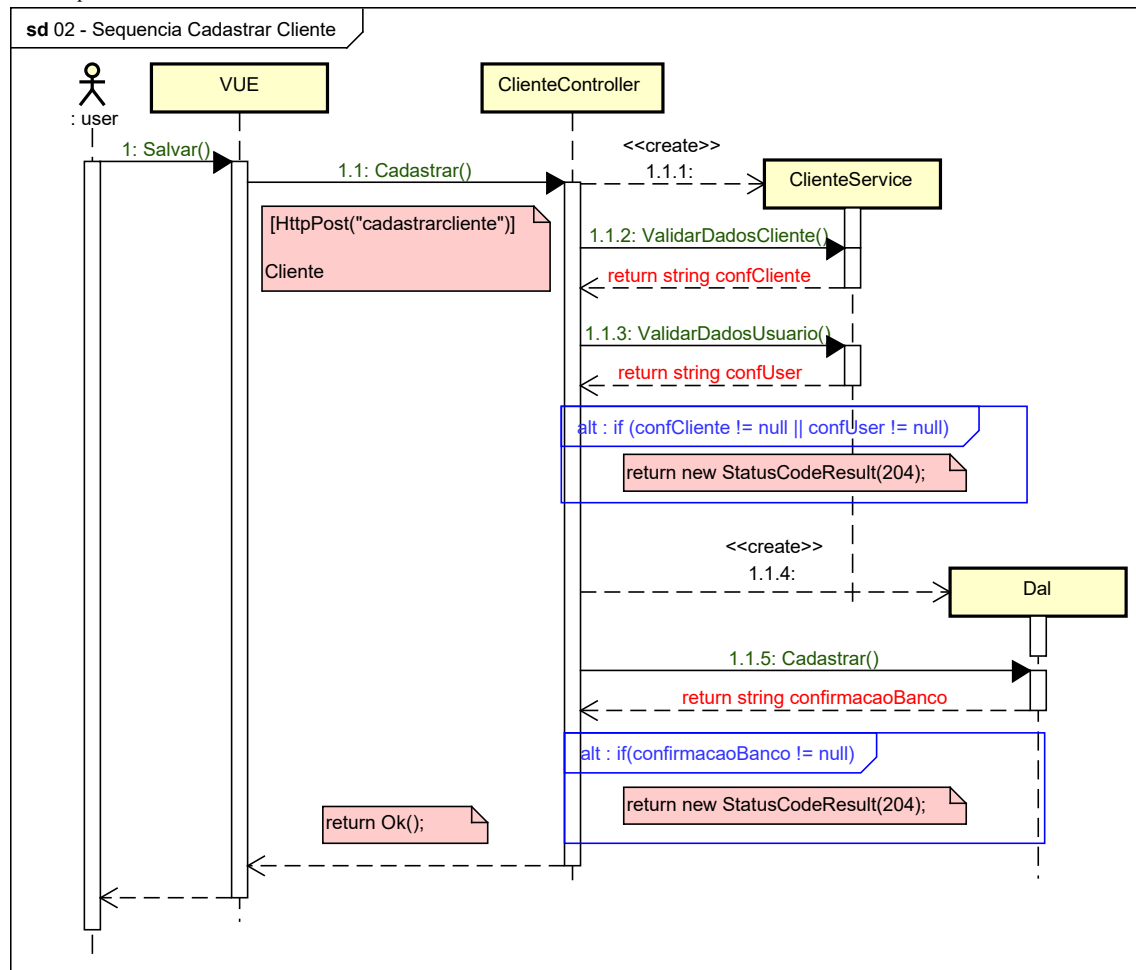 sd 02 - Sequencia Cadastrar Cliente
VUE
ClienteController
: user
1: Salvar()
<<create>>
1.1: Cadastrar()
1.1.1:
ClienteService
[HttpPost("cadastrarcliente")]
Cliente
1.1.2: ValidarDadosCliente()
return string confCliente
1.1.3: ValidarDadosUsuario()
return string confUser
alt : if (confCliente != null || confUser != null)
return new StatusCodeResult(204);
<<create>>
1.1.4:
Dal
1.1.5: Cadastrar()
return string confirmacaoBanco
alt : if(confirmacaoBanco != null)
return new StatusCodeResult(204);
return Ok();